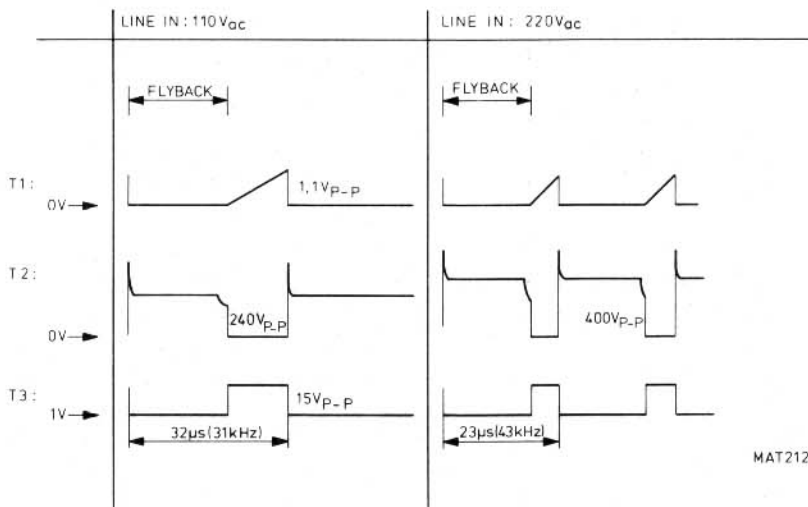 LINE IN: 110Vac
LINE IN: 220Vac
FLYBACK
FLYBACK
T1:
0V
1,1Vp-p
T2:
0V
240Vp-p
400Vp-p
T3:
1V
15Vp-p
32µs(31kHz)
23µs(43kHz)
MAT212